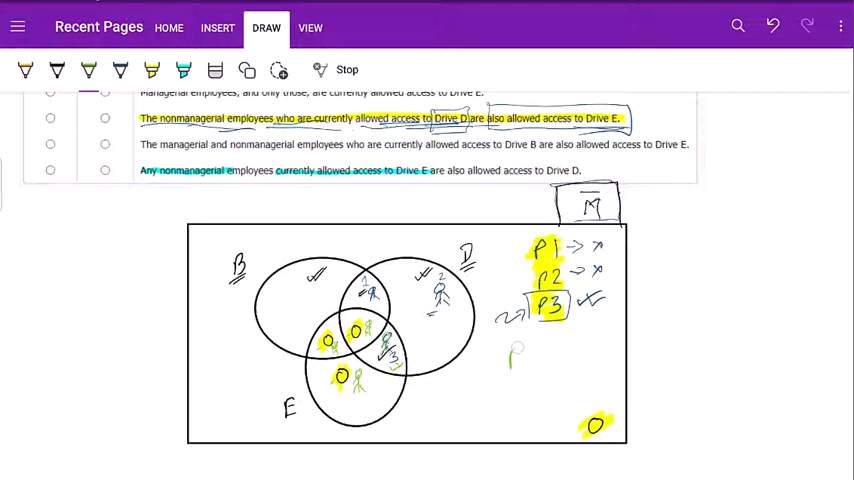 Recent Pages HOME INSERT DRAW VIEW
Stop
Managerial employees, and only those, are currently allowed access to Drive E.
The nonmanagerial employees who are currently allowed access to Drive D are also allowed access to Drive E.
The managerial and nonmanagerial employees who are currently allowed access to Drive B are also allowed access to Drive E.
Any nonmanagerial employees currently allowed access to Drive E are also allowed access to Drive D.
M̅
B
D
P1 → x
1
2
P2 → x
P3
O
O
3
O
E
O